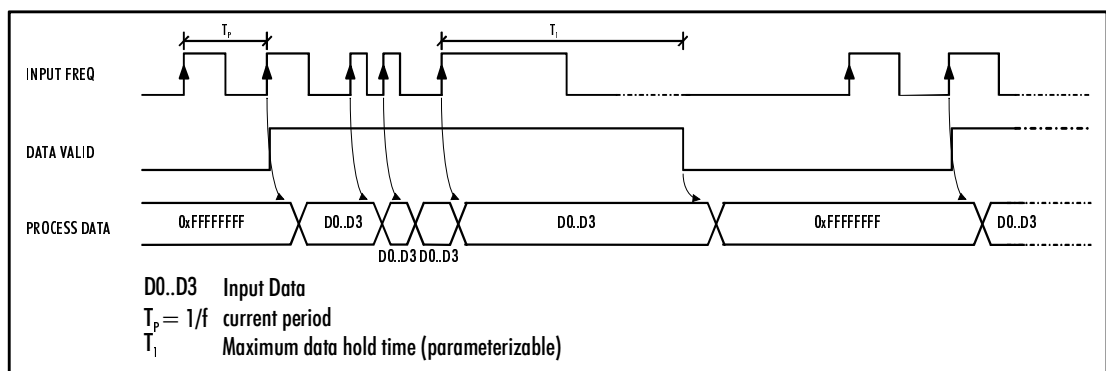 Tₚ T₁
INPUT FREQ
DATA VALID
PROCESS DATA 0xFFFFFFFF D0..D3 D0..D3 0xFFFFFFFF D0..D3
D0..D3 D0..D3
D0..D3 Input Data
Tₚ = 1/f current period
T₁ Maximum data hold time (parameterizable)